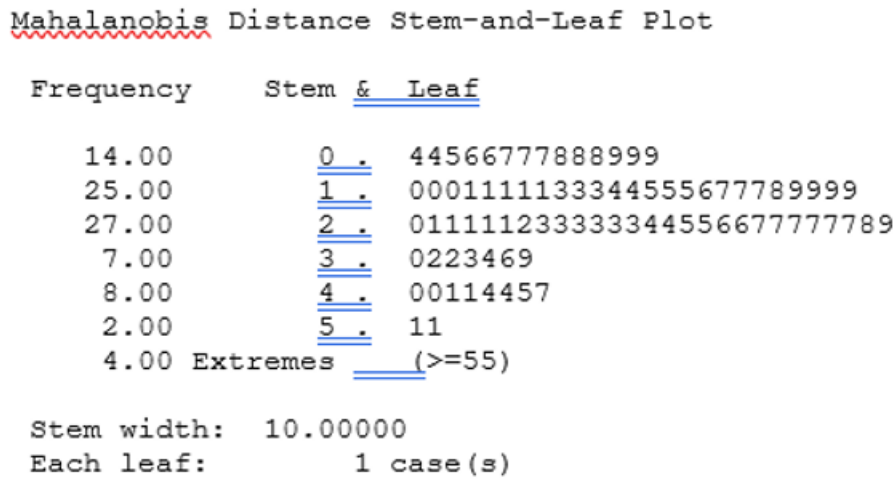 Mahalanobis Distance Stem-and-Leaf Plot
Frequency Stem & Leaf
14.00 0 . 44566777888999
25.00 1 . 0001111113334455567778​9999
27.00 2 . 011111233333344556677777789
7.00 3 . 0223469
8.00 4 . 00114457
2.00 5 . 11
4.00 Extremes (>=55)
Stem width: 10.00000
Each leaf: 1 case(s)